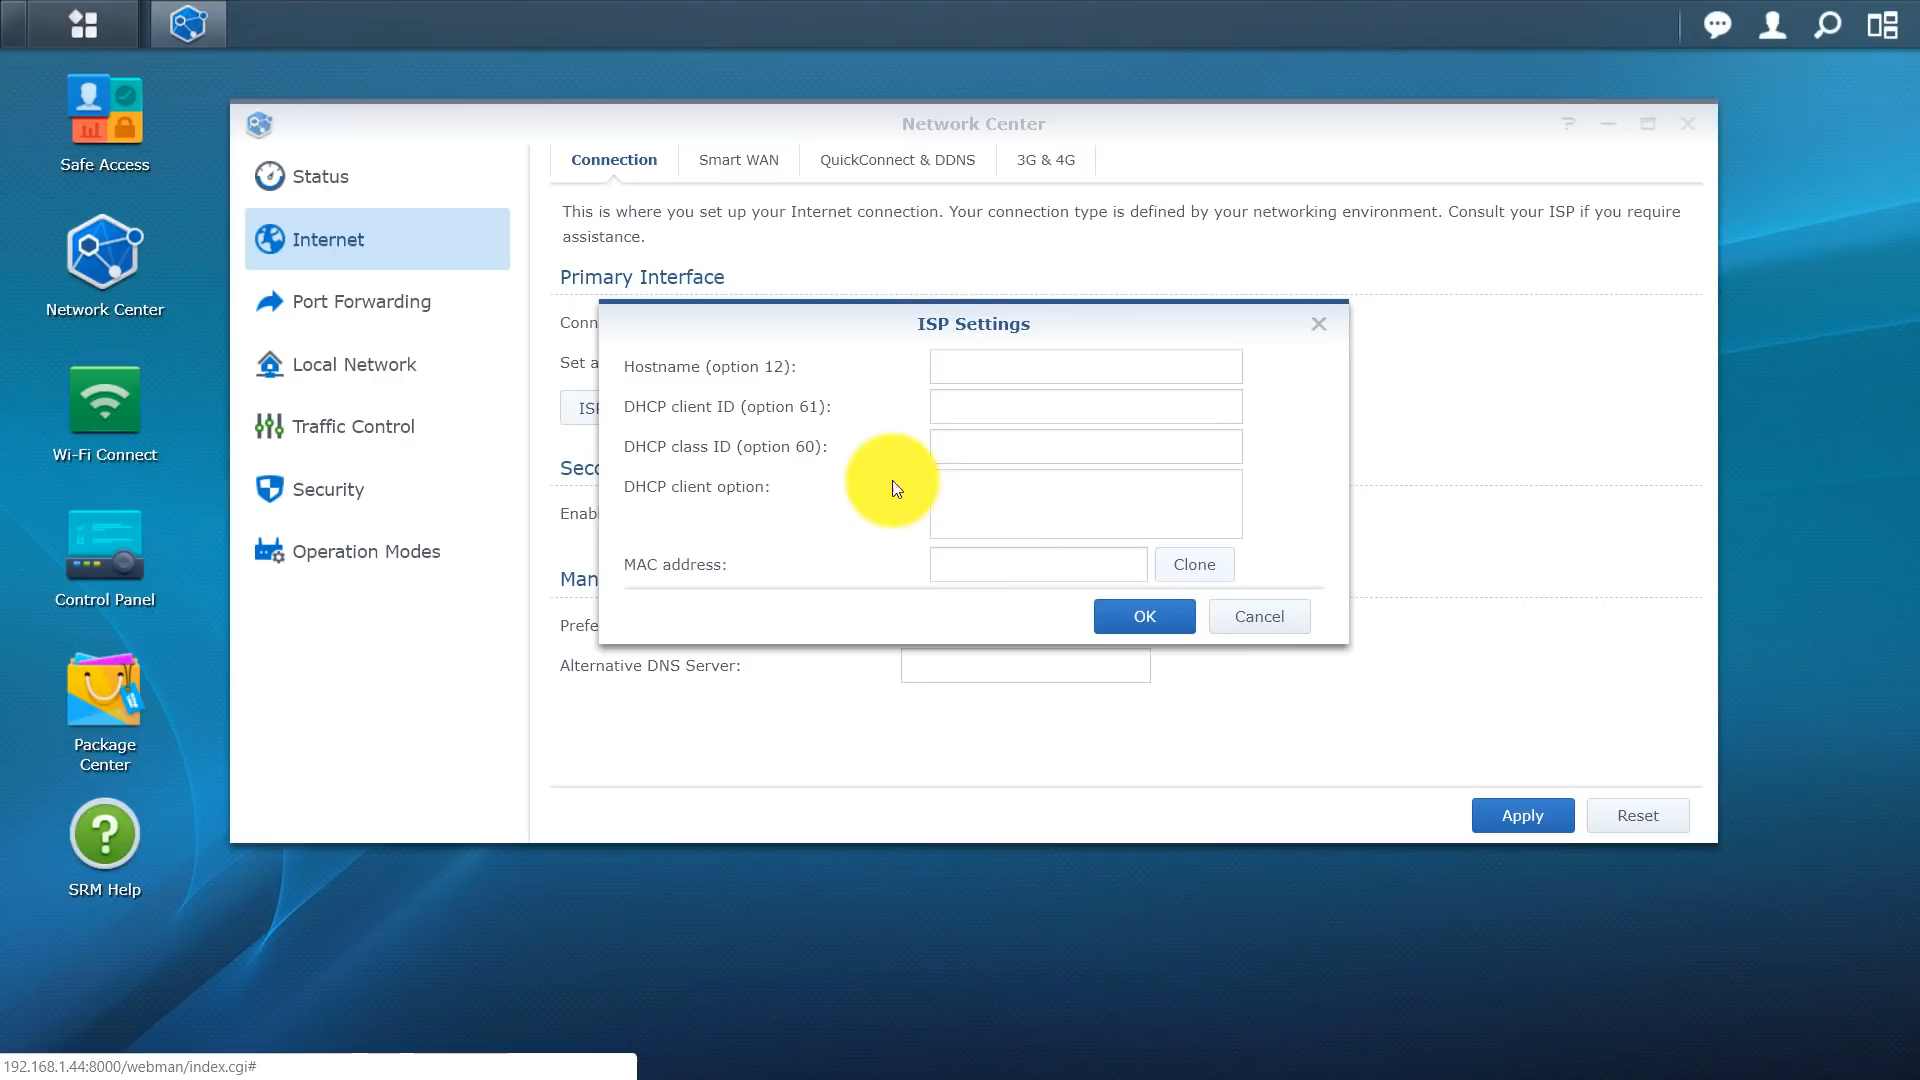 Safe Access
Network Center
Wi-Fi Connect
Control Panel
Package
Center
SRM Help
Network Center
Status
Internet
Port Forwarding
Local Network
Traffic Control
Security
Operation Modes
Connection
Smart WAN
QuickConnect & DDNS
3G & 4G
This is where you set up your Internet connection. Your connection type is defined by your networking environment. Consult your ISP if you require
assistance.
Primary Interface
Conn
Set a
ISP
Seco
Enab
Man
Prefe
Alternative DNS Server:
ISP Settings
Hostname (option 12):
DHCP client ID (option 61):
DHCP class ID (option 60):
DHCP client option:
MAC address:
Clone
OK
Cancel
Apply
Reset
192.168.1.44:8000/webman/index.cgi#